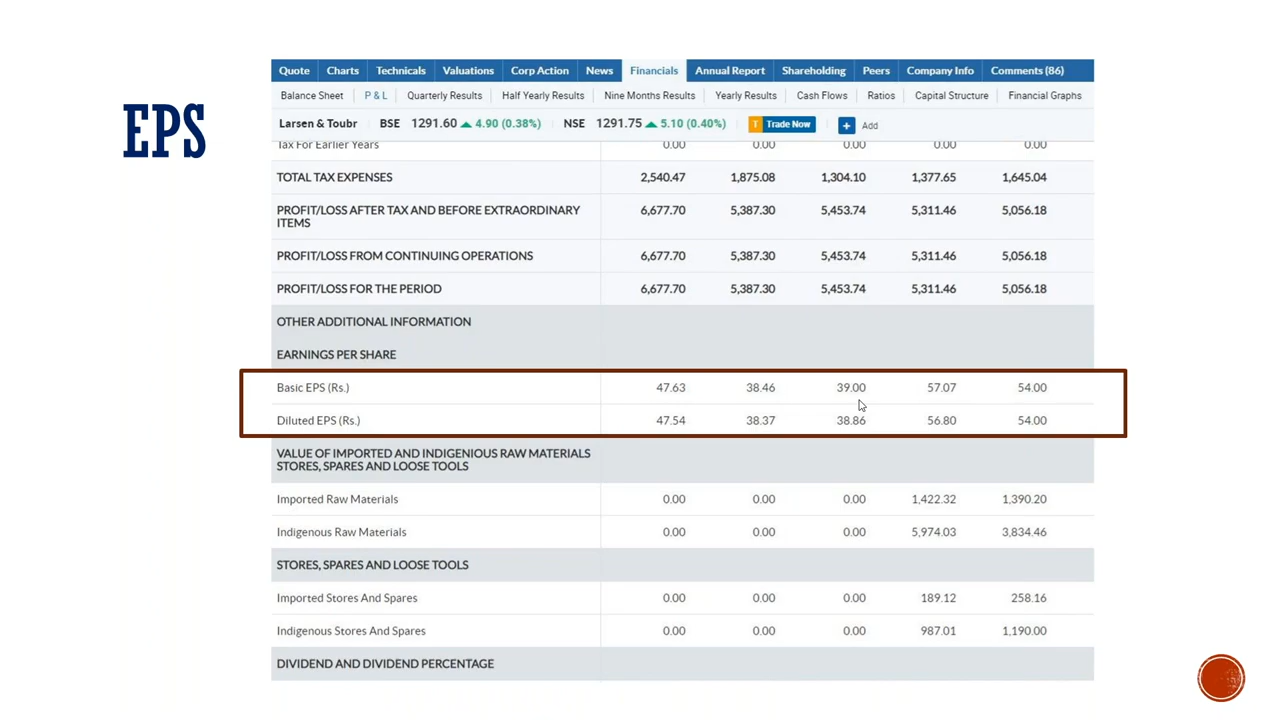 EPS
Quote Charts Technicals Valuations Corp Action News Financials Annual Report Shareholding Peers Company Info Comments (86)
Balance Sheet P & L Quarterly Results Half Yearly Results Nine Months Results Yearly Results Cash Flows Ratios Capital Structure Financial Graphs
Larsen & Toubr BSE 1291.60 4.90 (0.38%) NSE 1291.75 5.10 (0.40%) T Trade Now + Add
Tax For Earlier Years 0.00 0.00 0.00 0.00 0.00
TOTAL TAX EXPENSES 2,540.47 1,875.08 1,304.10 1,377.65 1,645.04
PROFIT/LOSS AFTER TAX AND BEFORE EXTRAORDINARY 6,677.70 5,387.30 5,453.74 5,311.46 5,056.18
ITEMS
PROFIT/LOSS FROM CONTINUING OPERATIONS 6,677.70 5,387.30 5,453.74 5,311.46 5,056.18
PROFIT/LOSS FOR THE PERIOD 6,677.70 5,387.30 5,453.74 5,311.46 5,056.18
OTHER ADDITIONAL INFORMATION
EARNINGS PER SHARE
Basic EPS (Rs.) 47.63 38.46 39.00 57.07 54.00
Diluted EPS (Rs.) 47.54 38.37 38.86 56.80 54.00
VALUE OF IMPORTED AND INDIGENIOUS RAW MATERIALS
STORES, SPARES AND LOOSE TOOLS
Imported Raw Materials 0.00 0.00 0.00 1,422.32 1,390.20
Indigenous Raw Materials 0.00 0.00 0.00 5,974.03 3,834.46
STORES, SPARES AND LOOSE TOOLS
Imported Stores And Spares 0.00 0.00 0.00 189.12 258.16
Indigenous Stores And Spares 0.00 0.00 0.00 987.01 1,190.00
DIVIDEND AND DIVIDEND PERCENTAGE